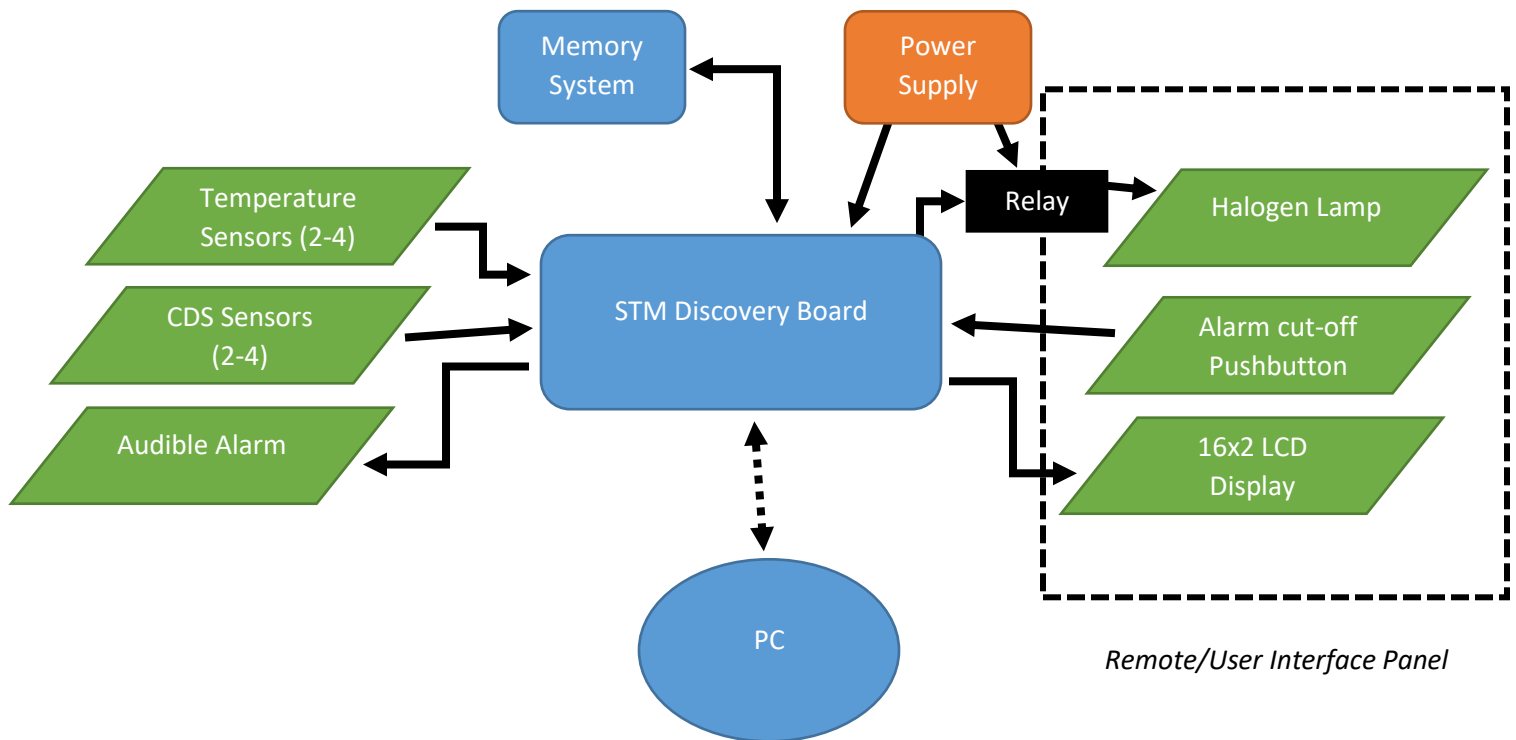 Memory
System
Power
Supply
Temperature
Sensors (2-4)
Relay
Halogen Lamp
CDS Sensors
(2-4)
STM Discovery Board
Alarm cut-off
Pushbutton
Audible Alarm
16x2 LCD
Display
PC
Remote/User Interface Panel